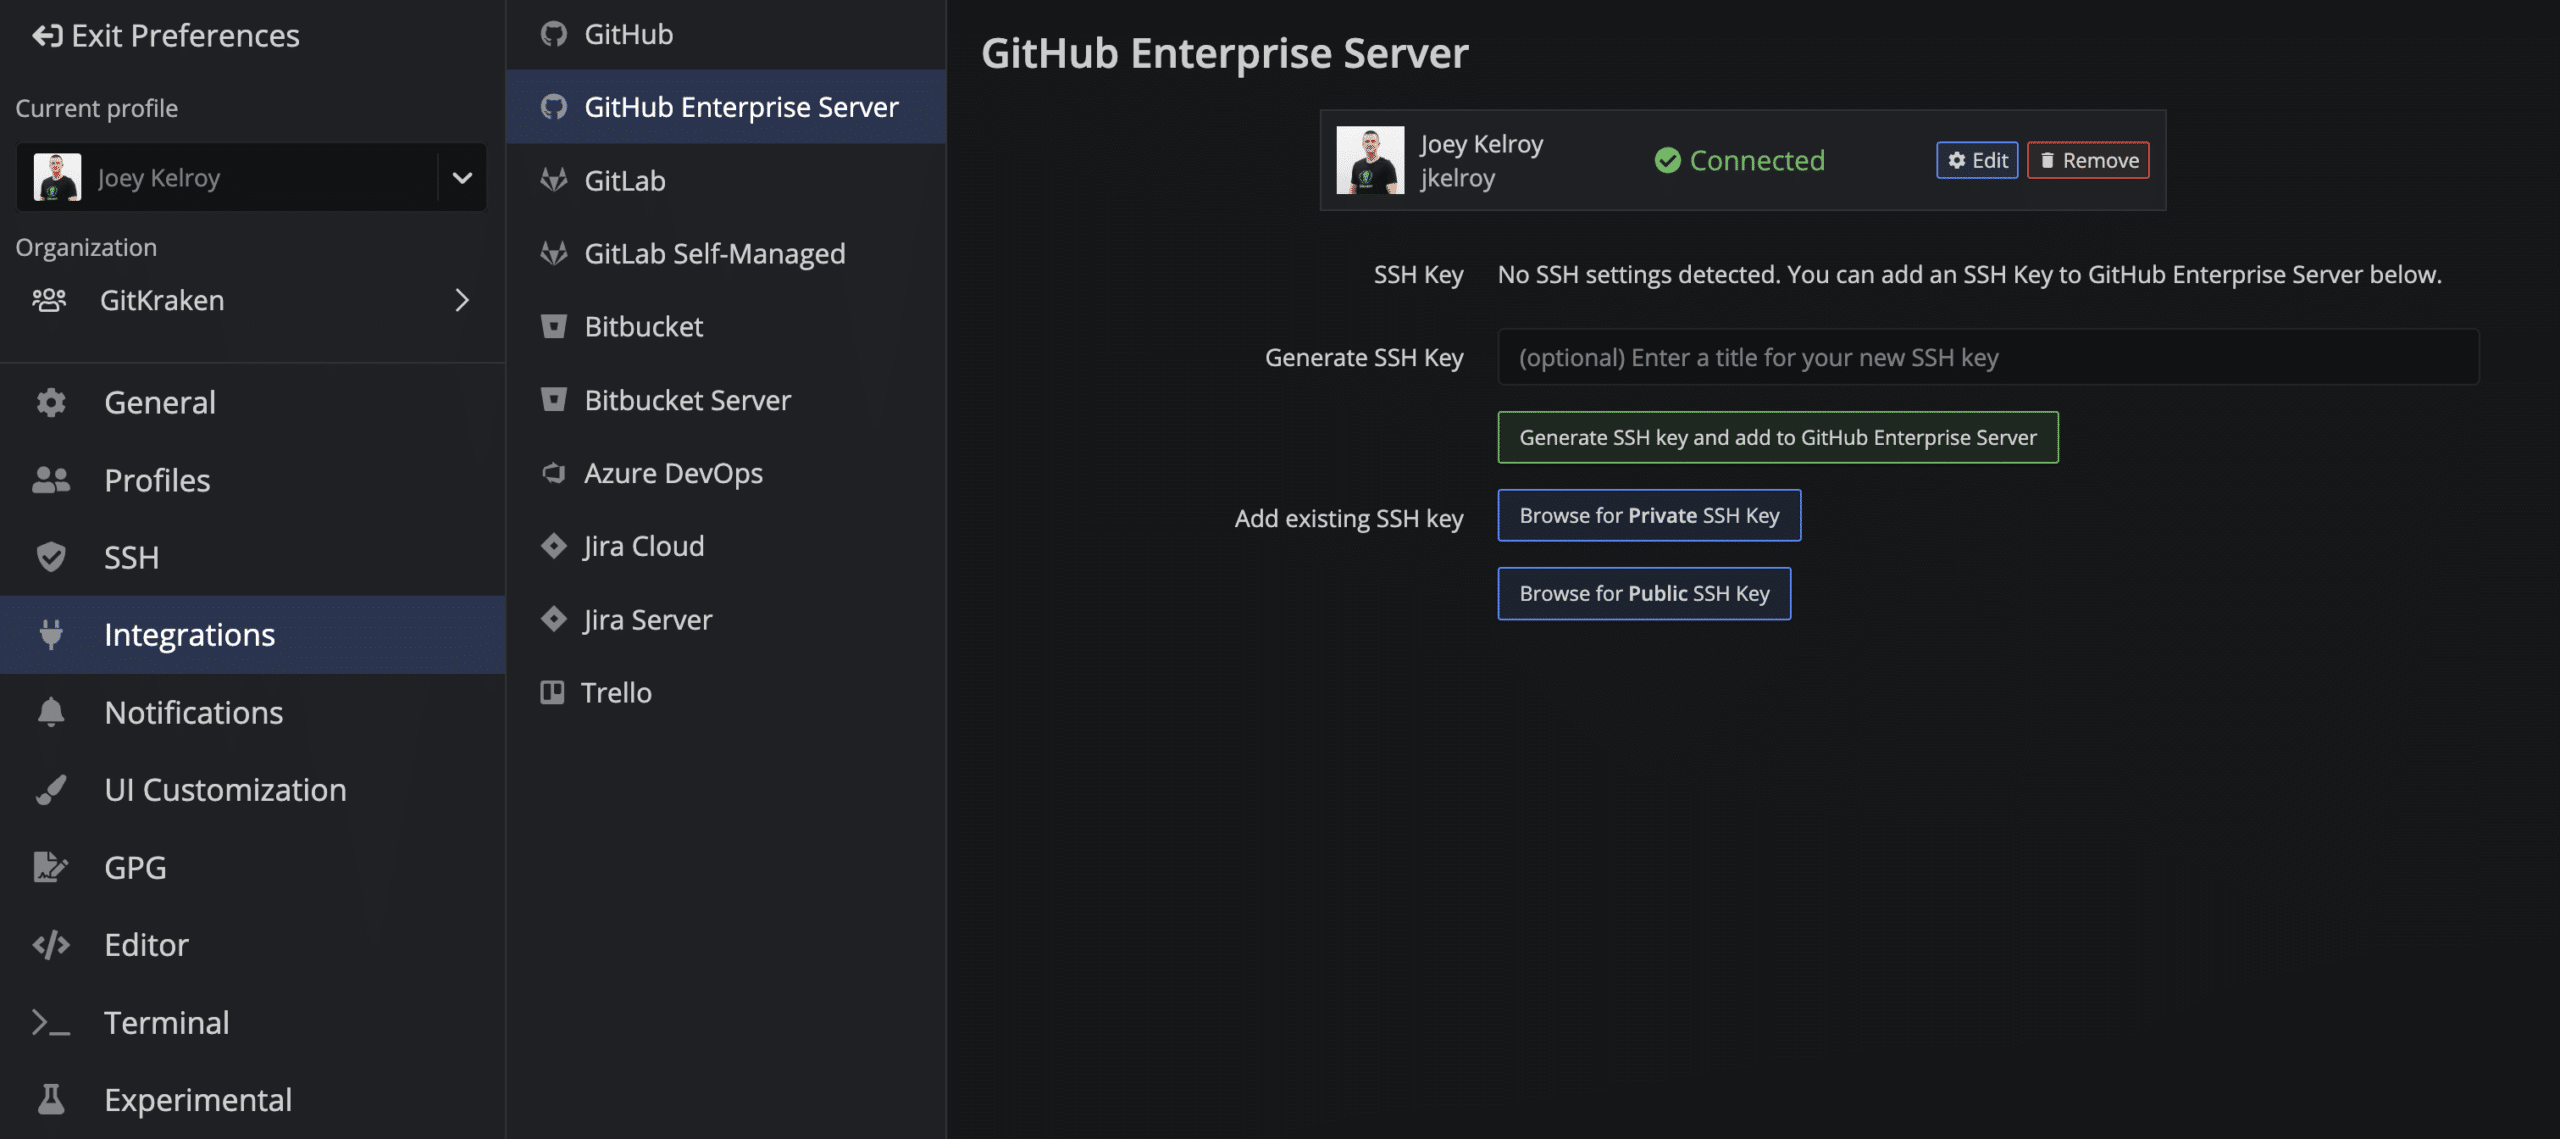 Exit Preferences
Current profile
Joey Kelroy
Organization
GitKraken
General
Profiles
SSH
Integrations
Notifications
UI Customization
GPG
Editor
Terminal
Experimental
GitHub
GitHub Enterprise Server
GitLab
GitLab Self-Managed
Bitbucket
Bitbucket Server
Azure DevOps
Jira Cloud
Jira Server
Trello
GitHub Enterprise Server
Joey Kelroy
jkelroy
Connected
Edit
Remove
SSH Key No SSH settings detected. You can add an SSH Key to GitHub Enterprise Server below.
Generate SSH Key (optional) Enter a title for your new SSH key
Generate SSH key and add to GitHub Enterprise Server
Add existing SSH key Browse for Private SSH Key
Browse for Public SSH Key